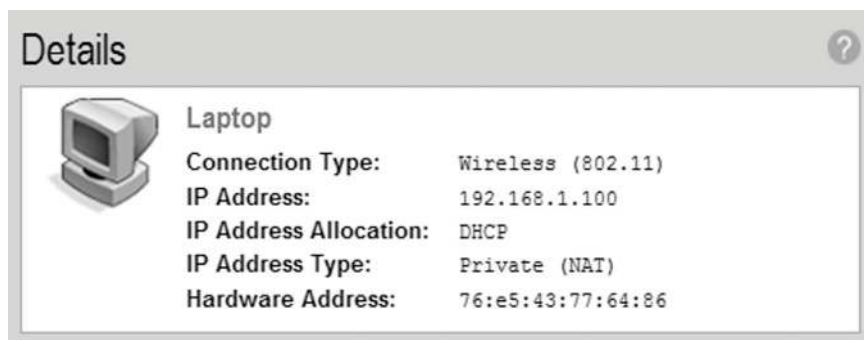 Details
?
Laptop
Connection Type: Wireless (802.11)
IP Address: 192.168.1.100
IP Address Allocation: DHCP
IP Address Type: Private (NAT)
Hardware Address: 76:e5:43:77:64:86